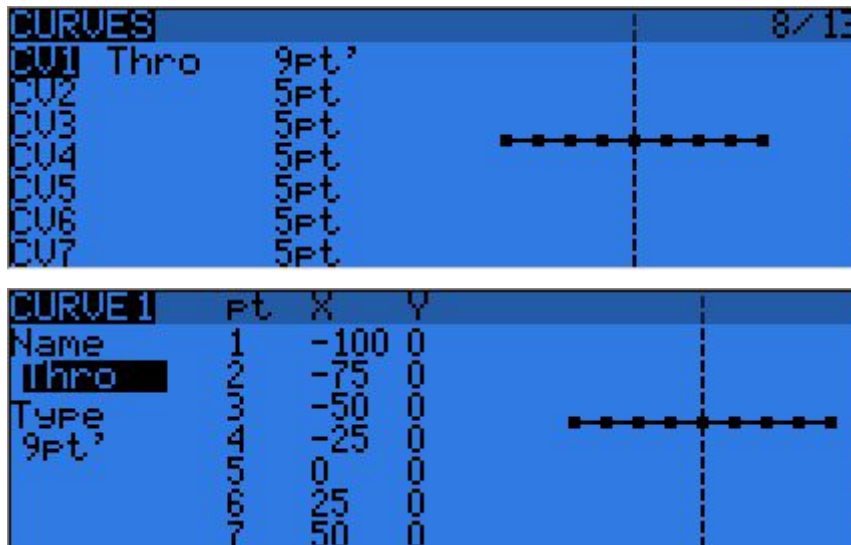 CURVES 8/13
CV1 Thro 9pt'
CV2 5pt
CV3 5pt
CV4 5pt
CV5 5pt
CV6 5pt
CV7 5pt
CURVE 1 pt X Y
Name 1 -100 0
Thro 2 -75 0
Type 3 -50 0
9pt' 4 -25 0
5 0 0
6 25 0
7 50 0